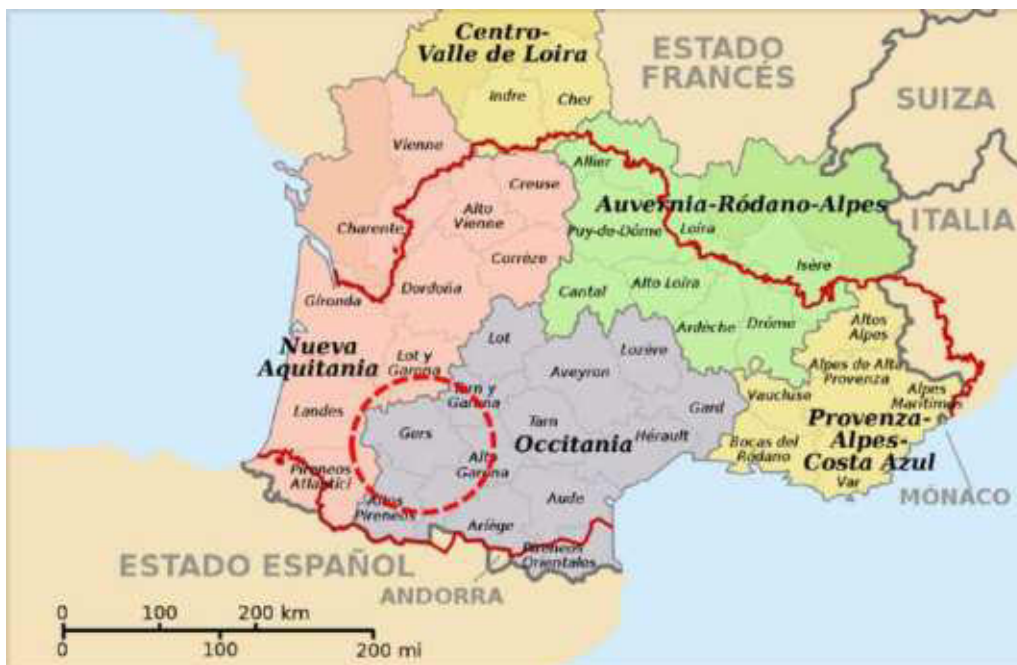 Centro-
Valle de Loira
ESTADO
FRANCÉS
SUIZA
Indre
Cher
Vienne
Allier
Creuse
Auvernia-Ródano-Alpes
ITALIA
Alto
Vienne
Charente
Puy-de-Dôme
Loira
Corrèze
Isère
Gironda
Dordoña
Cantal
Alto Loira
Ardèche
Drôme
Altos
Alpes
Nueva
Aquitania
Lot
Lot y
Garona
Lozère
Aveyron
Alpes de Alta
Provenza
Tarn y
Garona
Vaucluse
Alpes
Marítimos
Landes
Gers
Tarn
Gard
Provenza-
Alpes-
Costa Azul
Occitania
Hérault
Bocas del
Ródano
Alto
Garona
Var
MÓNACO
Pirineos
Atlantici
Altos
Pireneos
Aude
Ariège
Pirineos
Orientales
ESTADO ESPAÑOL
ANDORRA
0 100 200 km
0 100 200 mi